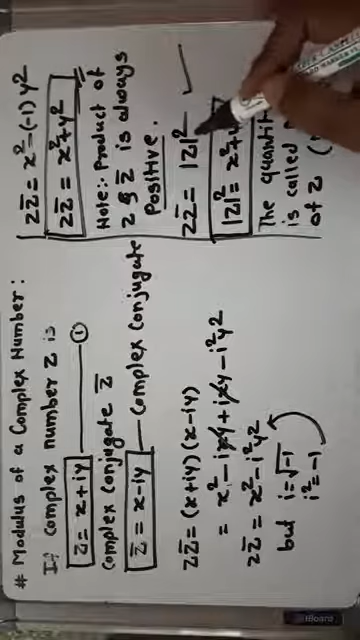 # Modulus of a Complex Number:
If complex number Z is
Z = x+iy — ①
Complex conjugate Z̅
Z̅ = x-iy — Complex Conjugate
ZZ̅ = (x+iy)(x-iy)
= x² - ixy + ixy - i²y²
ZZ̅ = x² - i²y²
but i = √-1
i² = -1
ZZ̅ = x² - (-1) y²
ZZ̅ = x² + y²
Note:- Product of
Z & Z̅ is always
Positive.
ZZ̅ = |Z|²
|Z|² = x² +
The quanti
is called
of Z (